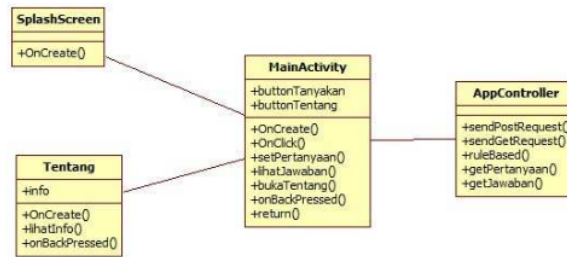 SplashScreen
+OnCreate()
MainActivity
+buttonTanyakan
+buttonTentang
+OnCreate()
+OnClick()
+setPertanyaan()
+lihatJawaban()
+bukaTentang()
+onBackPressed()
+return()
AppController
+sendPostRequest()
+sendGetRequest()
+ruleBased()
+getPertanyaan()
+getJawaban()
Tentang
+info
+OnCreate()
+lihatInfo()
+onBackPressed()